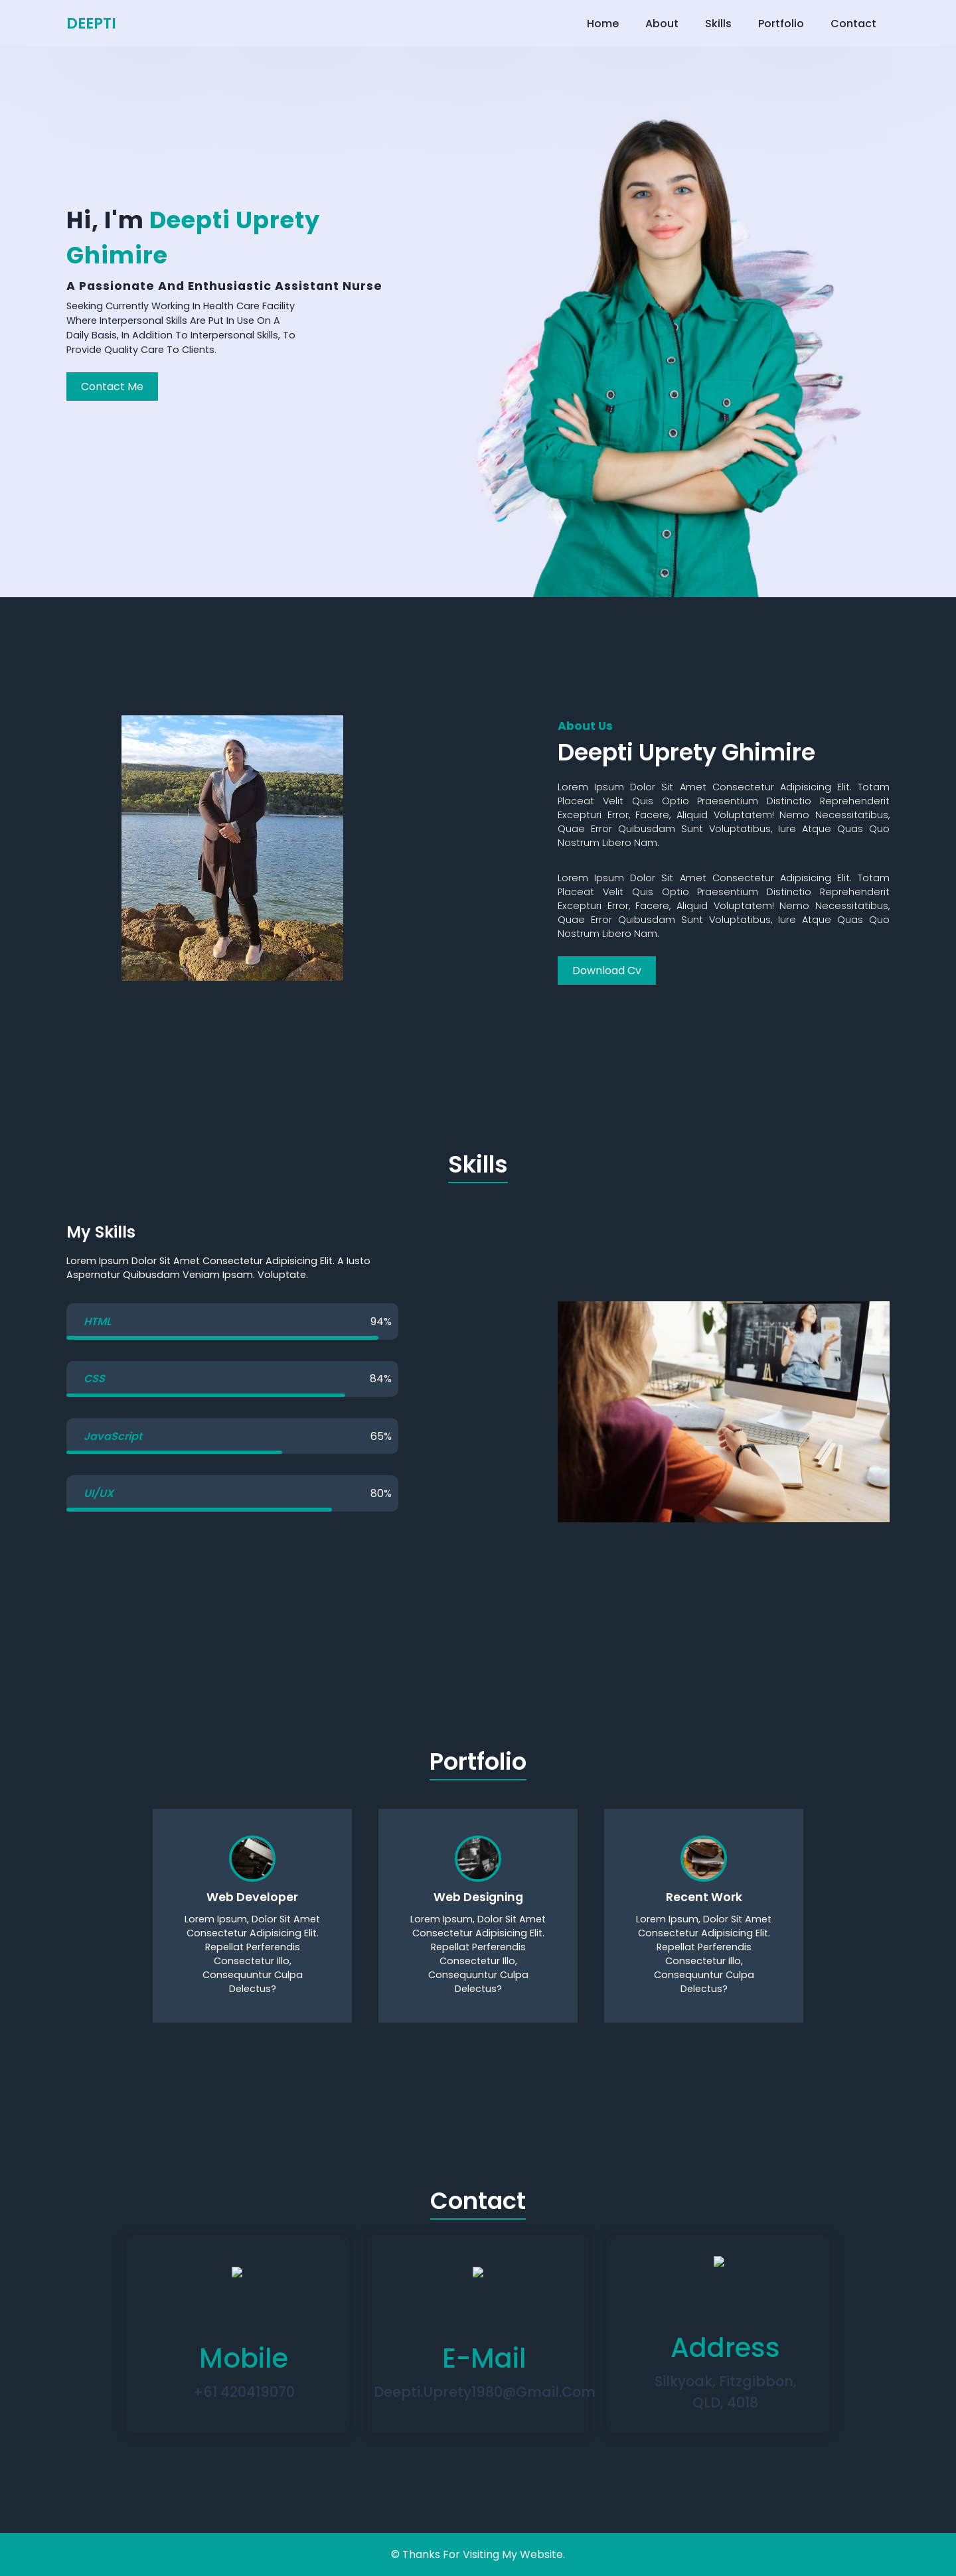 DEEPTI
Home About Skills Portfolio Contact
Hi, I'm Deepti Uprety
Ghimire
A Passionate And Enthusiastic Assistant Nurse
Seeking Currently Working In Health Care Facility
Where Interpersonal Skills Are Put In Use On A
Daily Basis, In Addition To Interpersonal Skills, To
Provide Quality Care To Clients.
Contact Me
About Us
Deepti Uprety Ghimire
Lorem Ipsum Dolor Sit Amet Consectetur Adipisicing Elit. Totam
Placeat Velit Quis Optio Praesentium Distinctio Reprehenderit
Excepturi Error, Facere, Aliquid Voluptatem! Nemo Necessitatibus,
Quae Error Quibusdam Sunt Voluptatibus, Iure Atque Quas Quo
Nostrum Libero Nam.
Lorem Ipsum Dolor Sit Amet Consectetur Adipisicing Elit. Totam
Placeat Velit Quis Optio Praesentium Distinctio Reprehenderit
Excepturi Error, Facere, Aliquid Voluptatem! Nemo Necessitatibus,
Quae Error Quibusdam Sunt Voluptatibus, Iure Atque Quas Quo
Nostrum Libero Nam.
Download Cv
Skills
My Skills
Lorem Ipsum Dolor Sit Amet Consectetur Adipisicing Elit. A Iusto
Aspernatur Quibusdam Veniam Ipsam. Voluptate.
HTML 94%
CSS 84%
JavaScript 65%
UI/UX 80%
Portfolio
Web Developer
Lorem Ipsum, Dolor Sit Amet
Consectetur Adipisicing Elit.
Repellat Perferendis
Consectetur Illo,
Consequuntur Culpa
Delectus?
Web Designing
Lorem Ipsum, Dolor Sit Amet
Consectetur Adipisicing Elit.
Repellat Perferendis
Consectetur Illo,
Consequuntur Culpa
Delectus?
Recent Work
Lorem Ipsum, Dolor Sit Amet
Consectetur Adipisicing Elit.
Repellat Perferendis
Consectetur Illo,
Consequuntur Culpa
Delectus?
Contact
Mobile
+61 420419070
E-Mail
Deepti.Uprety1980@Gmail.Com
Address
Silkyoak, Fitzgibbon,
QLD, 4018
© Thanks For Visiting My Website.